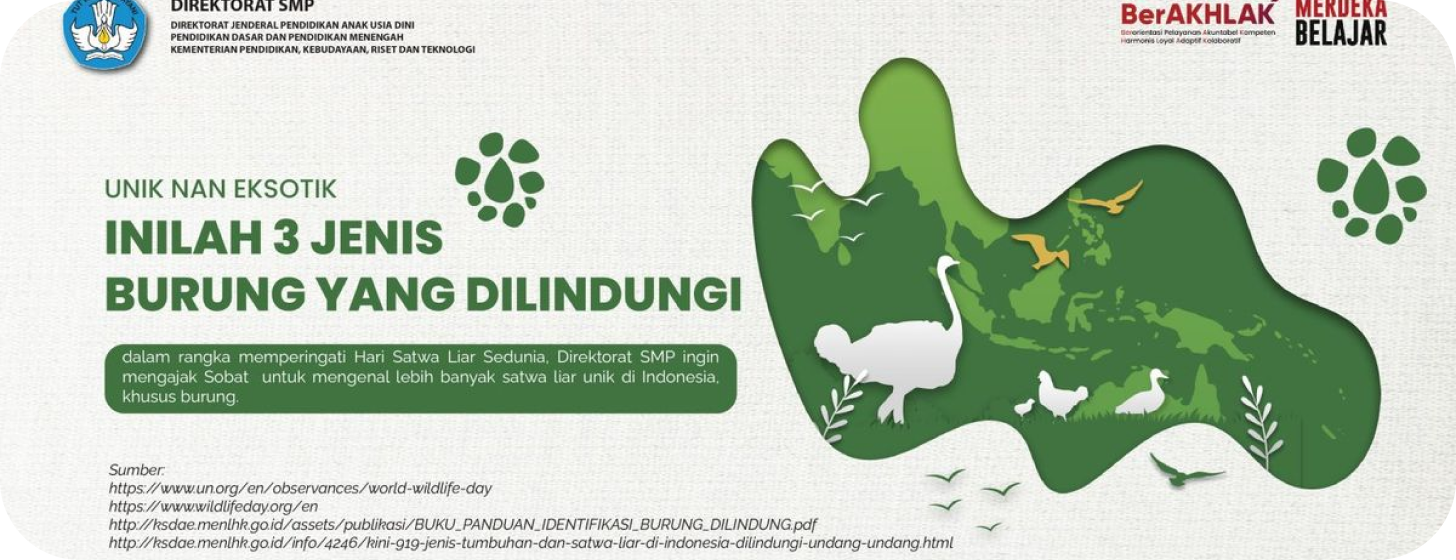 DIREKTORAT SMP
DIREKTORAT JENDERAL PENDIDIKAN ANAK USIA DINI
PENDIDIKAN DASAR DAN PENDIDIKAN MENENGAH
KEMENTERIAN PENDIDIKAN, KEBUDAYAAN, RISET DAN TEKNOLOGI
BerAKHLAK
Berorientasi Pelayanan Akuntabel Kompeten
Harmonis Loyal Adaptif Kolaboratif
MERDEKA
BELAJAR
UNIK NAN EKSOTIK
INILAH 3 JENIS
BURUNG YANG DILINDUNGI
dalam rangka memperingati Hari Satwa Liar Sedunia, Direktorat SMP ingin
mengajak Sobat untuk mengenal lebih banyak satwa liar unik di Indonesia,
khusus burung.
Sumber:
https://www.un.org/en/observances/world-wildlife-day
https://www.wildlifeday.org/en
http://ksdae.menlhk.go.id/assets/publikasi/BUKU_PANDUAN_IDENTIFIKASI_BURUNG_DILINDUNG.pdf
http://ksdae.menlhk.go.id/info/4246/kini-919-jenis-tumbuhan-dan-satwa-liar-di-indonesia-dilindungi-undang-undang.html